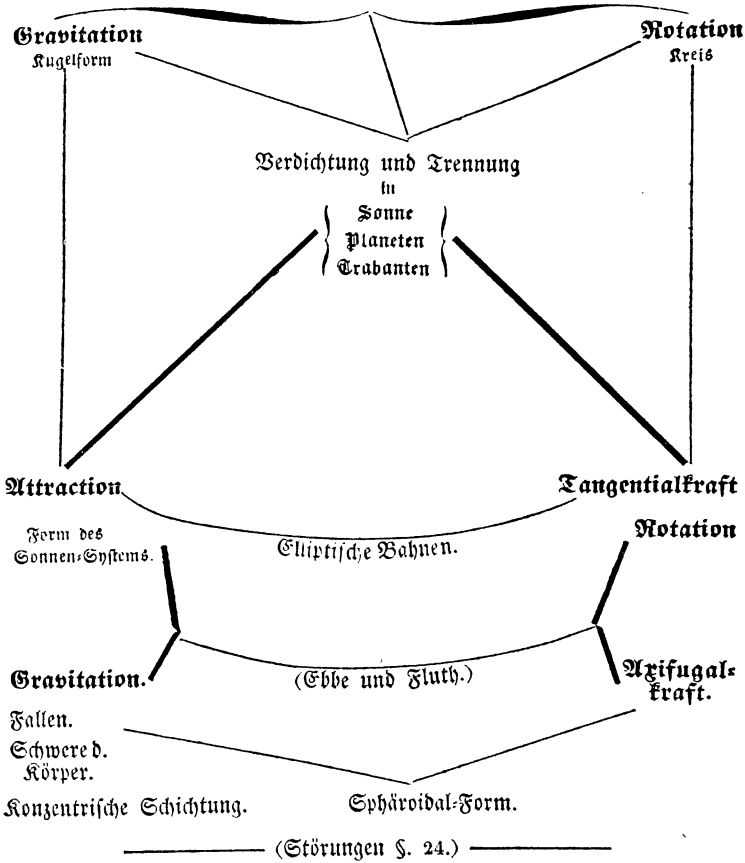 Gravitation
Kugelform
Rotation
Kreis
Verdichtung und Trennung
in
Sonne
Planeten
Trabanten
Attraction
Tangentialkraft
Form des
Sonnen-Systems.
Elliptische Bahnen.
Rotation
Gravitation.
(Ebbe und Fluth.)
Axifugal-
kraft.
Fallen.
Schwere d.
Körper.
Konzentrische Schichtung.
Sphäroidal-Form.
(Störungen §. 24.)